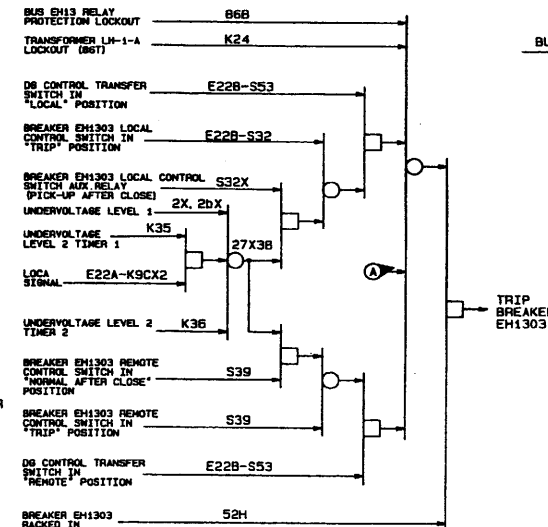 BUS EH13 RELAY
PROTECTION LOCKOUT
86B
TRANSFORMER LH-1-A
LOCKOUT (86T)
K24
BU
DG CONTROL TRANSFER
SWITCH IN
"LOCAL" POSITION
E22B-S53
BREAKER EH1303 LOCAL
CONTROL SWITCH IN
"TRIP" POSITION
E22B-S32
BREAKER EH1303 LOCAL CONTROL
SWITCH AUX.RELAY
(PICK-UP AFTER CLOSE)
S32X
UNDERVOLTAGE LEVEL 1
2X, 2bX
UNDERVOLTAGE
LEVEL 2 TIMER 1
K35
27X3B
LOCA
SIGNAL
E22A-K9CX2
A
UNDERVOLTAGE LEVEL 2
TIMER 2
K36
TRIP
BREAKER
EH1303
BREAKER EH1303 REMOTE
CONTROL SWITCH IN
"NORMAL AFTER CLOSE"
POSITION
S39
R
BREAKER EH1303 REMOTE
CONTROL SWITCH IN
"TRIP" POSITION
S39
DG CONTROL TRANSFER
SWITCH IN
"REMOTE" POSITION
E22B-S53
BREAKER EH1303
RACKED IN
52H